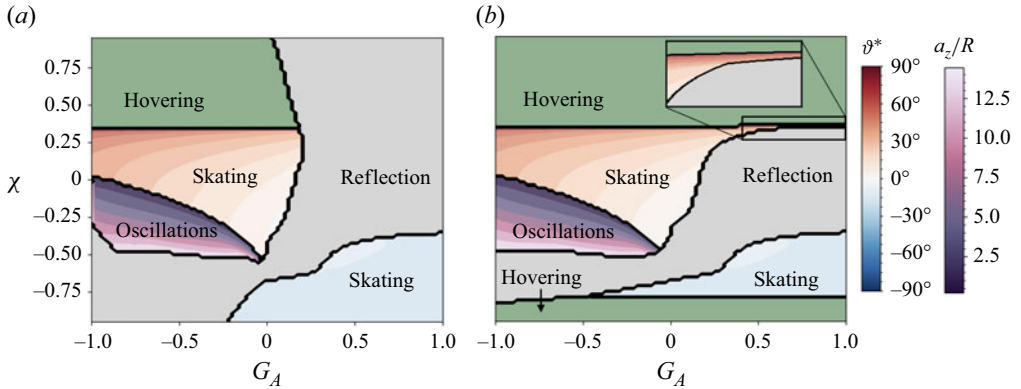 (a)
(b)
ϑ* a_z/R
0.75
0.50
0.25
0
−0.25
−0.50
−0.75
χ
Hovering
Skating
Reflection
Oscillations
Skating
−1.0 −0.5 0 0.5 1.0
G_A
Hovering
Skating
Reflection
Oscillations
Hovering
Skating
−1.0 −0.5 0 0.5 1.0
G_A
90°
60°
30°
0°
−30°
−60°
−90°
12.5
10.0
7.5
5.0
2.5